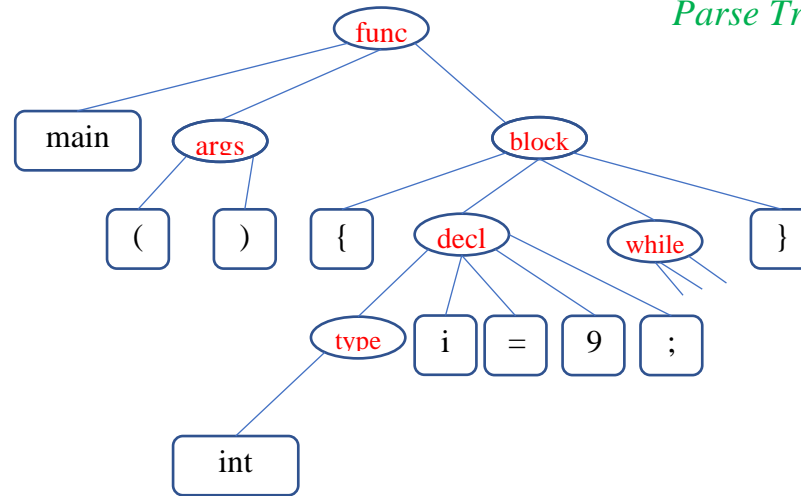 Parse Tr
func
main
args
block
( ) { decl while }
type i = 9 ;
int